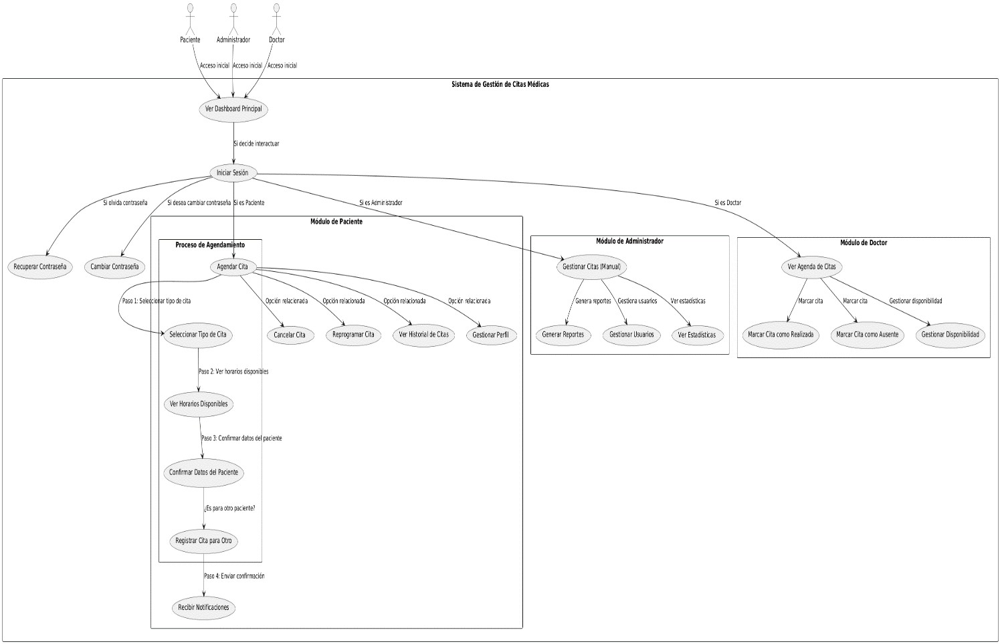 Paciente
Administrador
Doctor
Acceso inicial
Acceso inicial
Acceso inicial
Sistema de Gestión de Citas Médicas
Ver Dashboard Principal
Si decide interactuar
Iniciar Sesión
Si olvida contraseña
Si desea cambiar contraseña
Si es Paciente
Si es Administrador
Si es Doctor
Módulo de Paciente
Módulo de Administrador
Módulo de Doctor
Proceso de Agendamiento
Recuperar Contraseña
Cambiar Contraseña
Agendar Cita
Gestionar Citas (Manual)
Ver Agenda de Citas
Paso 1: Seleccionar tipo de cita
Opción relacionada
Opción relacionada
Opción relacionada
Opción relacionada
Genera reportes
Gestiona usuarios
Ver estadísticas
Marcar cita
Marcar cita
Gestionar disponibilidad
Seleccionar Tipo de Cita
Cancelar Cita
Reprogramar Cita
Ver Historial de Citas
Gestionar Perfil
Generar Reportes
Gestionar Usuarios
Ver Estadísticas
Marcar Cita como Realizada
Marcar Cita como Ausente
Gestionar Disponibilidad
Paso 2: Ver horarios disponibles
Ver Horarios Disponibles
Paso 3: Confirmar datos del paciente
Confirmar Datos del Paciente
¿Es para otro paciente?
Registrar Cita para Otro
Paso 4: Enviar confirmación
Recibir Notificaciones